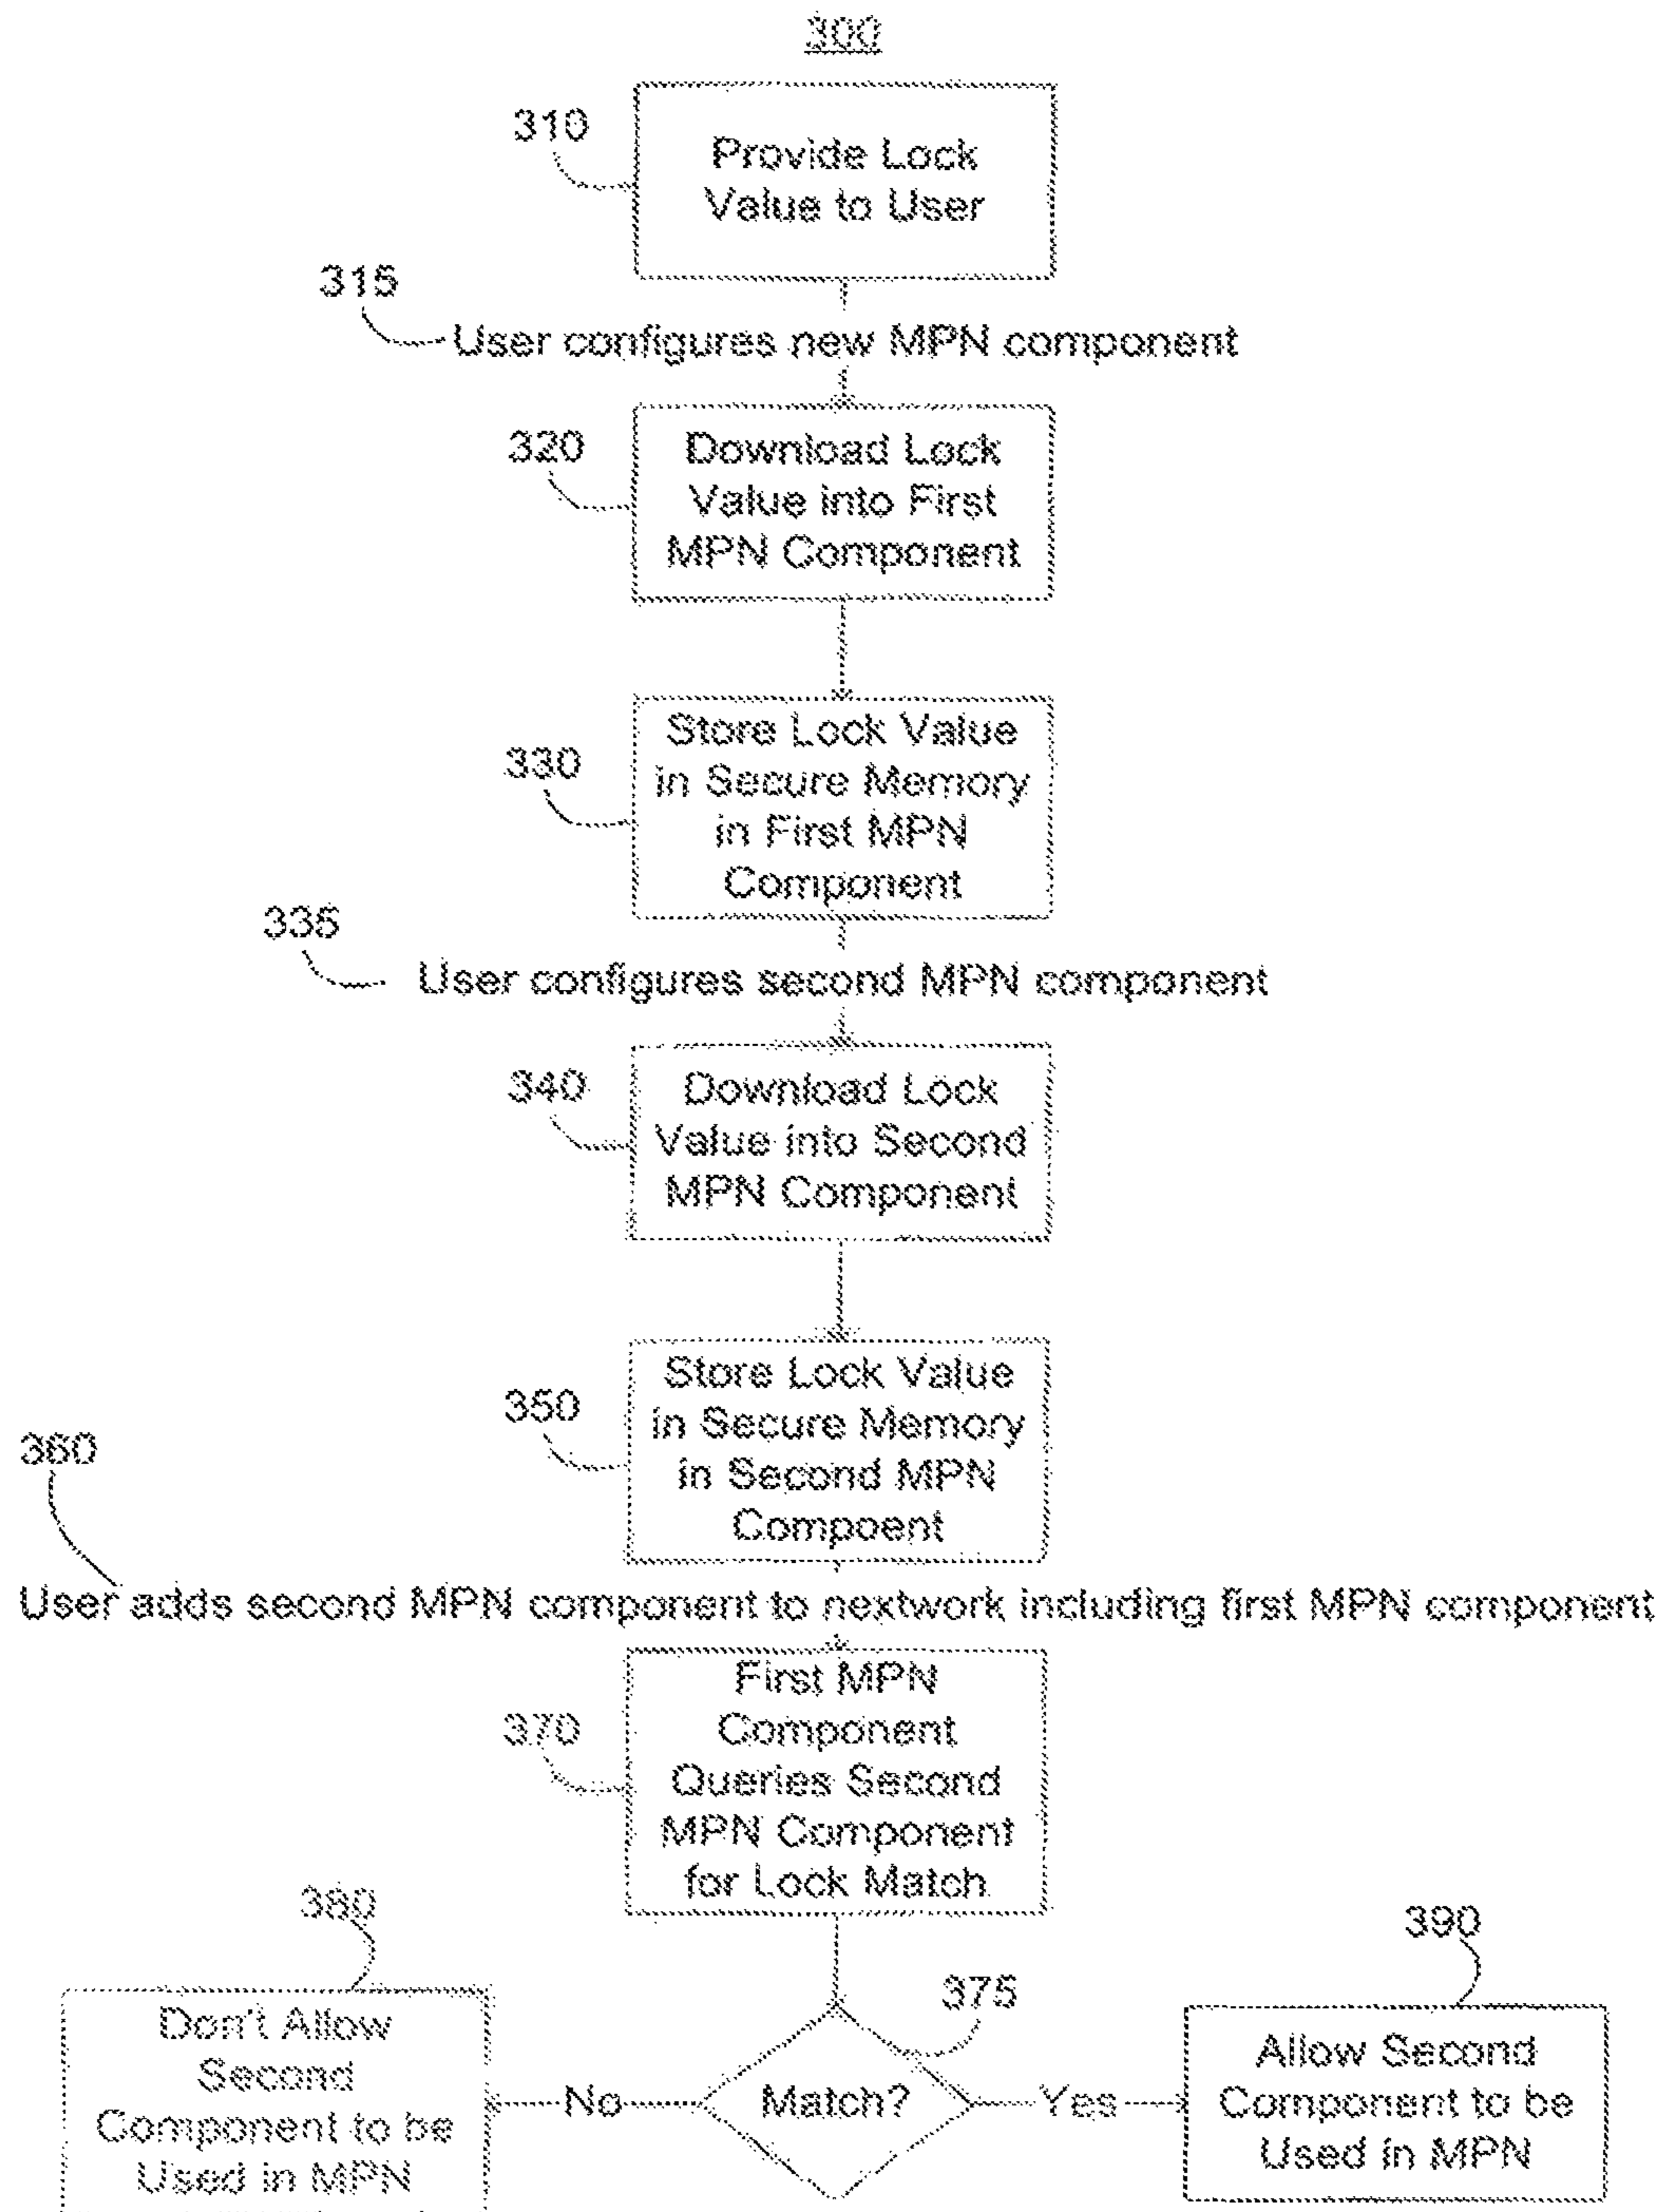 300
310
Provide Lock
Value to User
315
User configures new MPN component
320
Download Lock
Value into First
MPN Component
330
Store Lock Value
in Secure Memory
in First MPN
Component
335
User configures second MPN component
340
Download Lock
Value into Second
MPN Component
350
Store Lock Value
in Secure Memory
in Second MPN
Compoent
360
User adds second MPN component to nextwork including first MPN component
370
First MPN
Component
Queries Second
MPN Component
for Lock Match
380
Don't Allow
Second
Component to be
Used in MPN
375
No
Match?
Yes
390
Allow Second
Component to be
Used in MPN